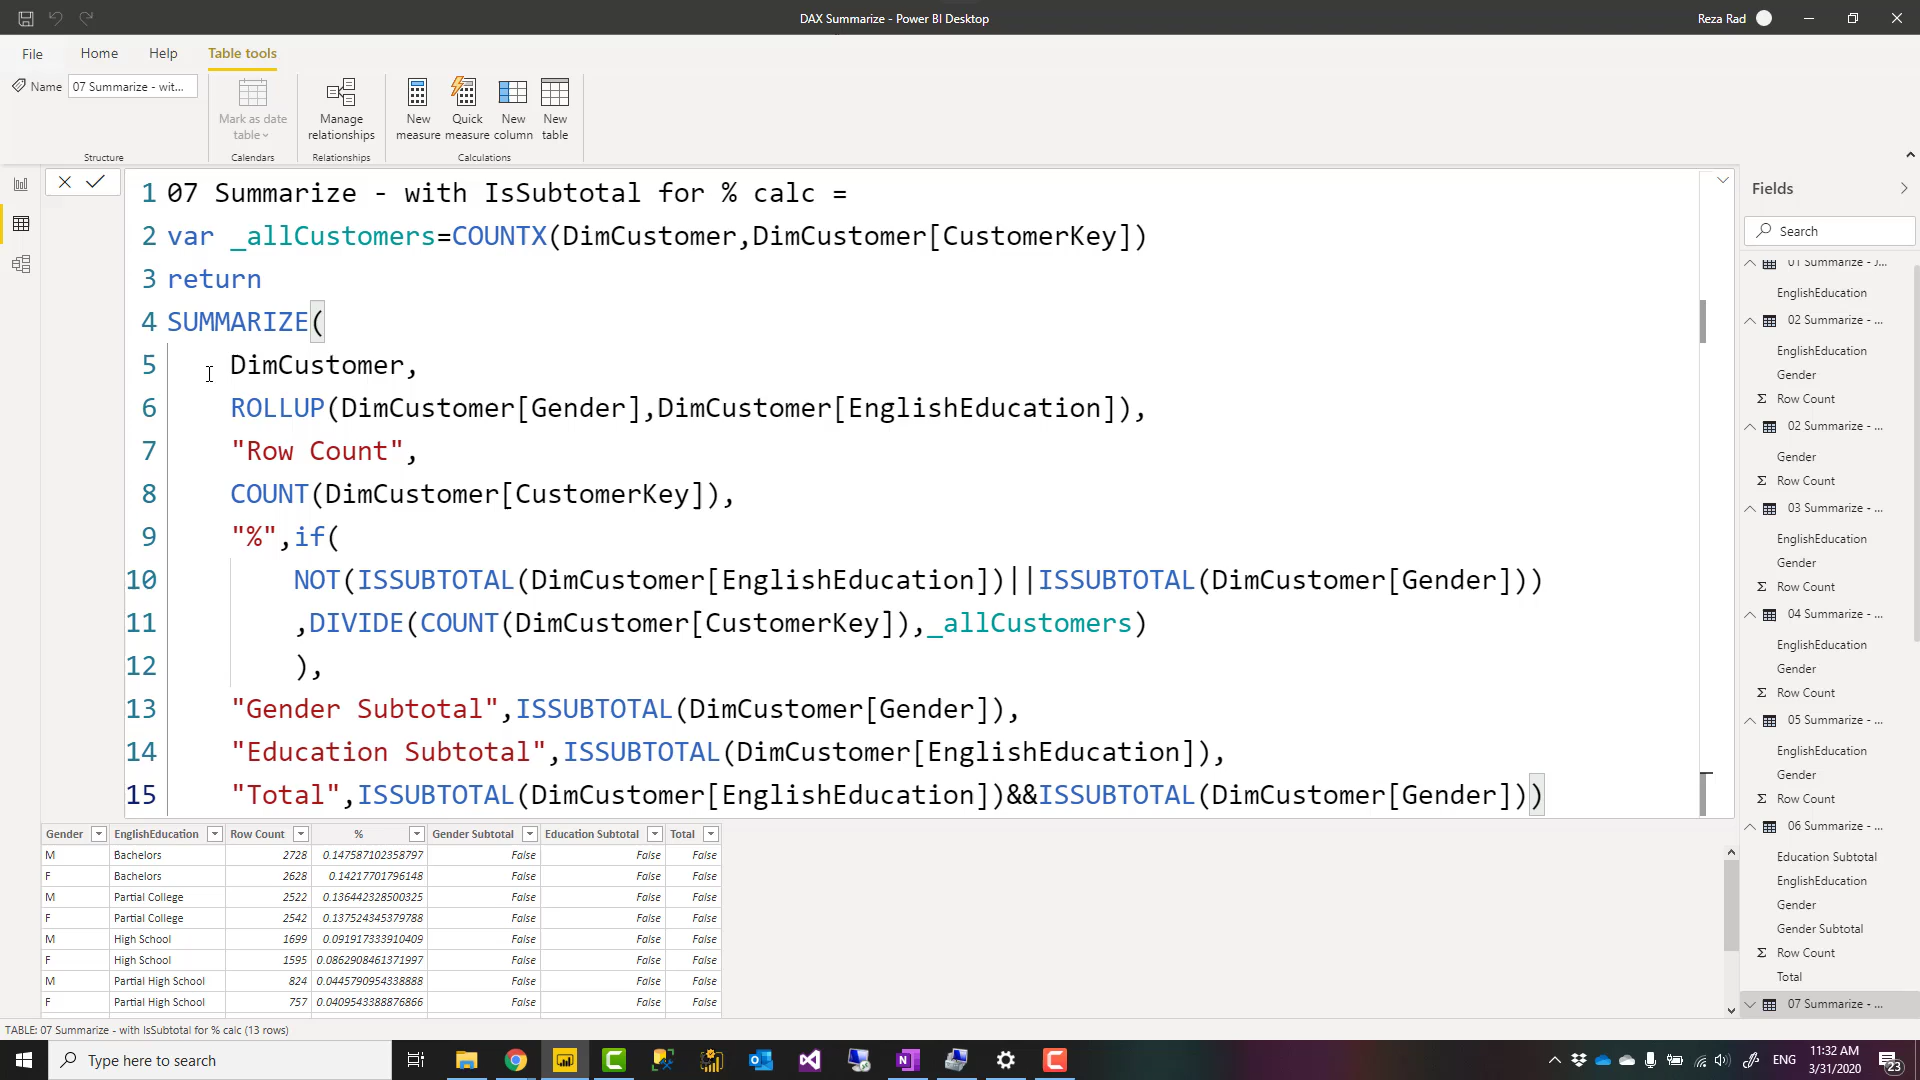 DAX Summarize - Power BI Desktop
Reza Rad
File Home Help Table tools
Name 07 Summarize - wit...
Mark as date table
Manage relationships
New measure
Quick measure
New column
New table
Structure Calendars Relationships Calculations
1 07 Summarize - with IsSubtotal for % calc =
2 var _allCustomers=COUNTX(DimCustomer,DimCustomer[CustomerKey])
3 return
4 SUMMARIZE(
5 DimCustomer,
6 ROLLUP(DimCustomer[Gender],DimCustomer[EnglishEducation]),
7 "Row Count",
8 COUNT(DimCustomer[CustomerKey]),
9 "%",if(
10 NOT(ISSUBTOTAL(DimCustomer[EnglishEducation])||ISSUBTOTAL(DimCustomer[Gender]))
11 ,DIVIDE(COUNT(DimCustomer[CustomerKey]),_allCustomers)
12 ),
13 "Gender Subtotal",ISSUBTOTAL(DimCustomer[Gender]),
14 "Education Subtotal",ISSUBTOTAL(DimCustomer[EnglishEducation]),
15 "Total",ISSUBTOTAL(DimCustomer[EnglishEducation])&&ISSUBTOTAL(DimCustomer[Gender]))
Gender EnglishEducation Row Count % Gender Subtotal Education Subtotal Total
M Bachelors 2728 0.147587102358797 False False False
F Bachelors 2628 0.14217701796148 False False False
M Partial College 2522 0.136442328500325 False False False
F Partial College 2542 0.137524345379788 False False False
M High School 1699 0.091917333910409 False False False
F High School 1595 0.0862908461371997 False False False
M Partial High School 824 0.0445790954338888 False False False
F Partial High School 757 0.0409543388876866 False False False
TABLE: 07 Summarize - with IsSubtotal for % calc (13 rows)
Fields
Search
01 Summarize - J...
EnglishEducation
02 Summarize - ...
EnglishEducation
Gender
Row Count
02 Summarize - ...
Gender
Row Count
03 Summarize - ...
EnglishEducation
Gender
Row Count
04 Summarize - ...
EnglishEducation
Gender
Row Count
05 Summarize - ...
EnglishEducation
Gender
Row Count
06 Summarize - ...
Education Subtotal
EnglishEducation
Gender
Gender Subtotal
Row Count
Total
07 Summarize - ...
Type here to search
ENG
11:32 AM
3/31/2020
23